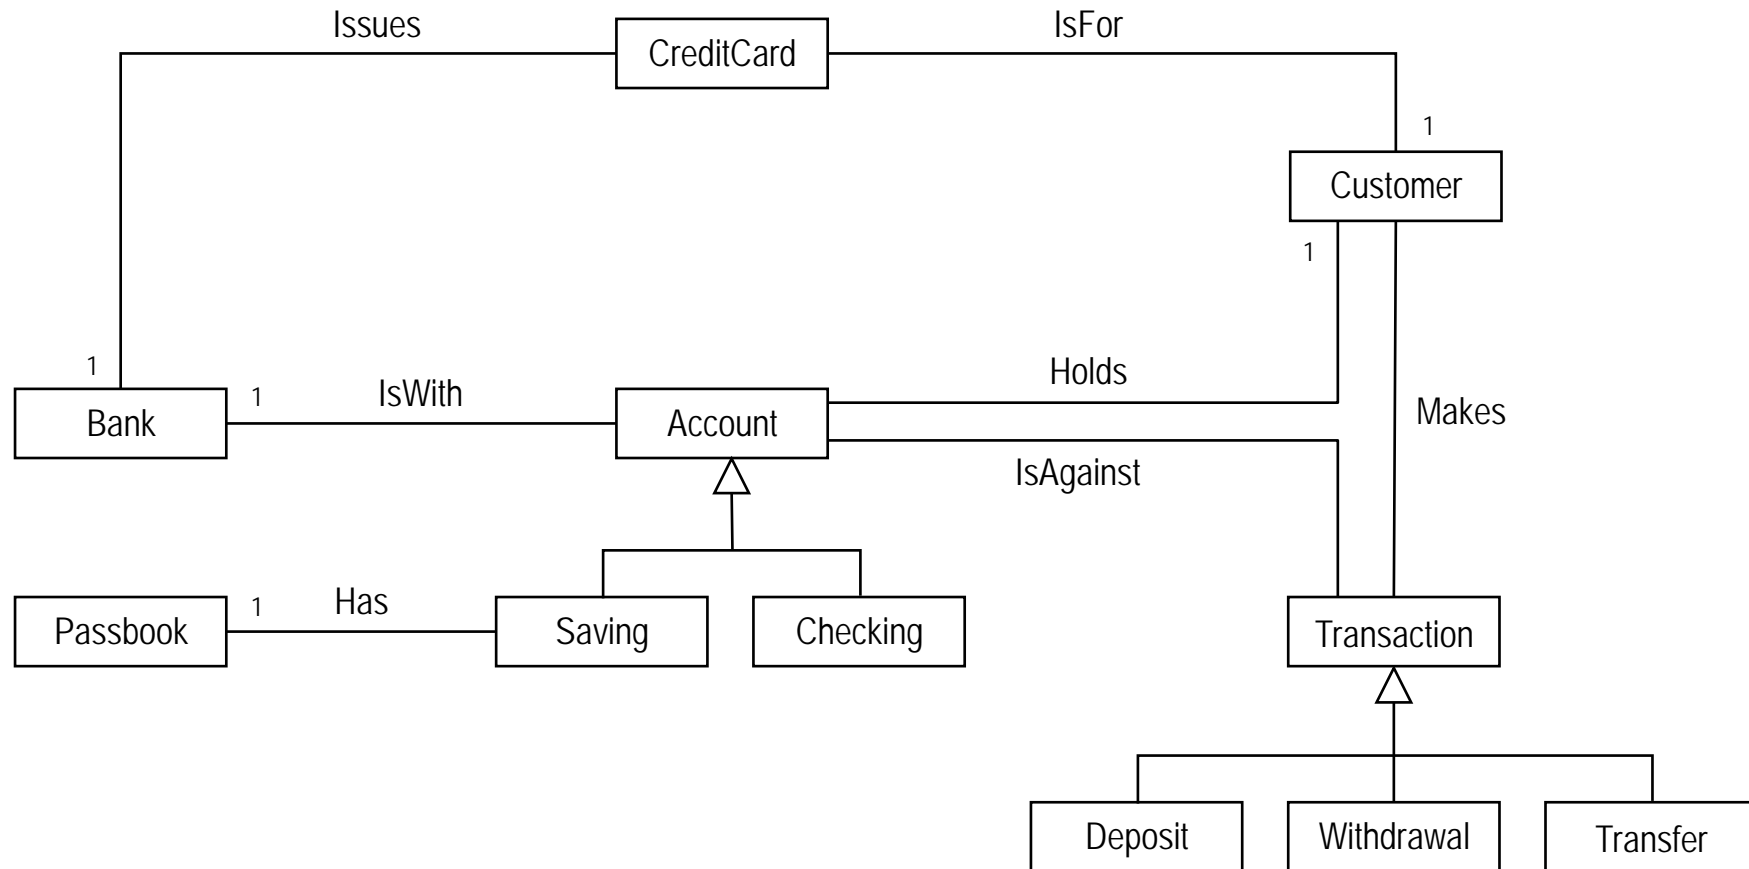 Issues
IsFor
CreditCard
1
Customer
1
1
Holds
1
IsWith
Makes
Bank
Account
IsAgainst
1
Has
Passbook
Saving
Checking
Transaction
Deposit
Withdrawal
Transfer